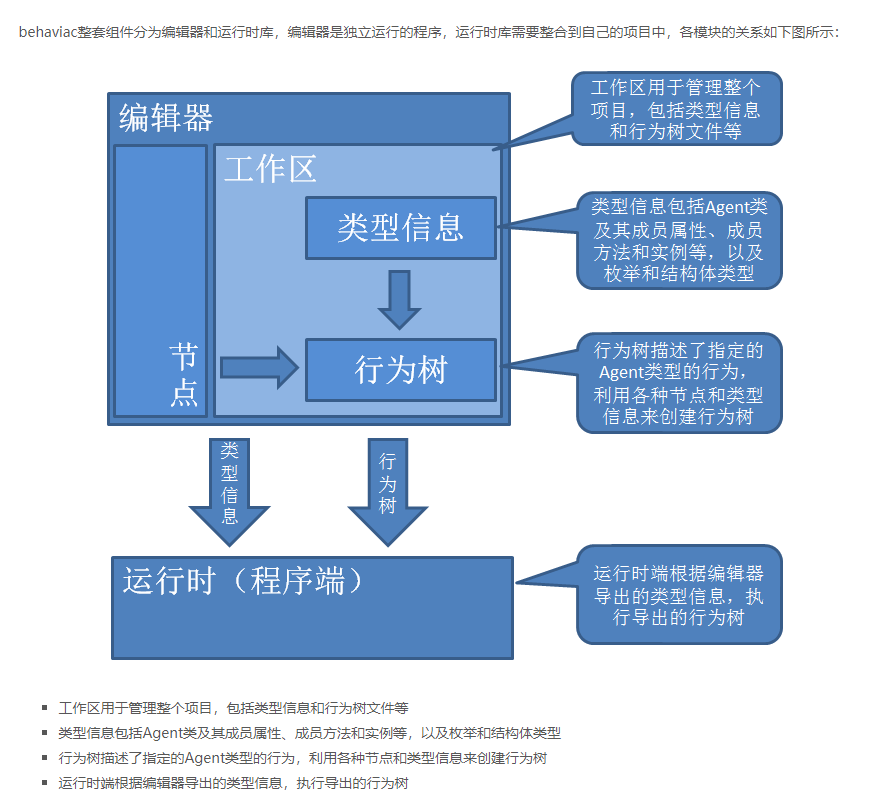 behaviac整套组件分为编辑器和运行时库，编辑器是独立运行的程序，运行时库需要整合到自己的项目中，各模块的关系如下图所示：
编辑器
工作区用于管理整个
项目，包括类型信息
和行为树文件等
工作区
类型信息
类型信息包括Agent类
及其成员属性、成员
方法和实例等，以及
枚举和结构体类型
节
点
行为树
行为树描述了指定的
Agent类型的行为，
利用各种节点和类型
信息来创建行为树
类
型
信
息
行
为
树
运行时（程序端）
运行时端根据编辑器
导出的类型信息，执
行导出的行为树
▪ 工作区用于管理整个项目，包括类型信息和行为树文件等
▪ 类型信息包括Agent类及其成员属性、成员方法和实例等，以及枚举和结构体类型
▪ 行为树描述了指定的Agent类型的行为，利用各种节点和类型信息来创建行为树
▪ 运行时端根据编辑器导出的类型信息，执行导出的行为树